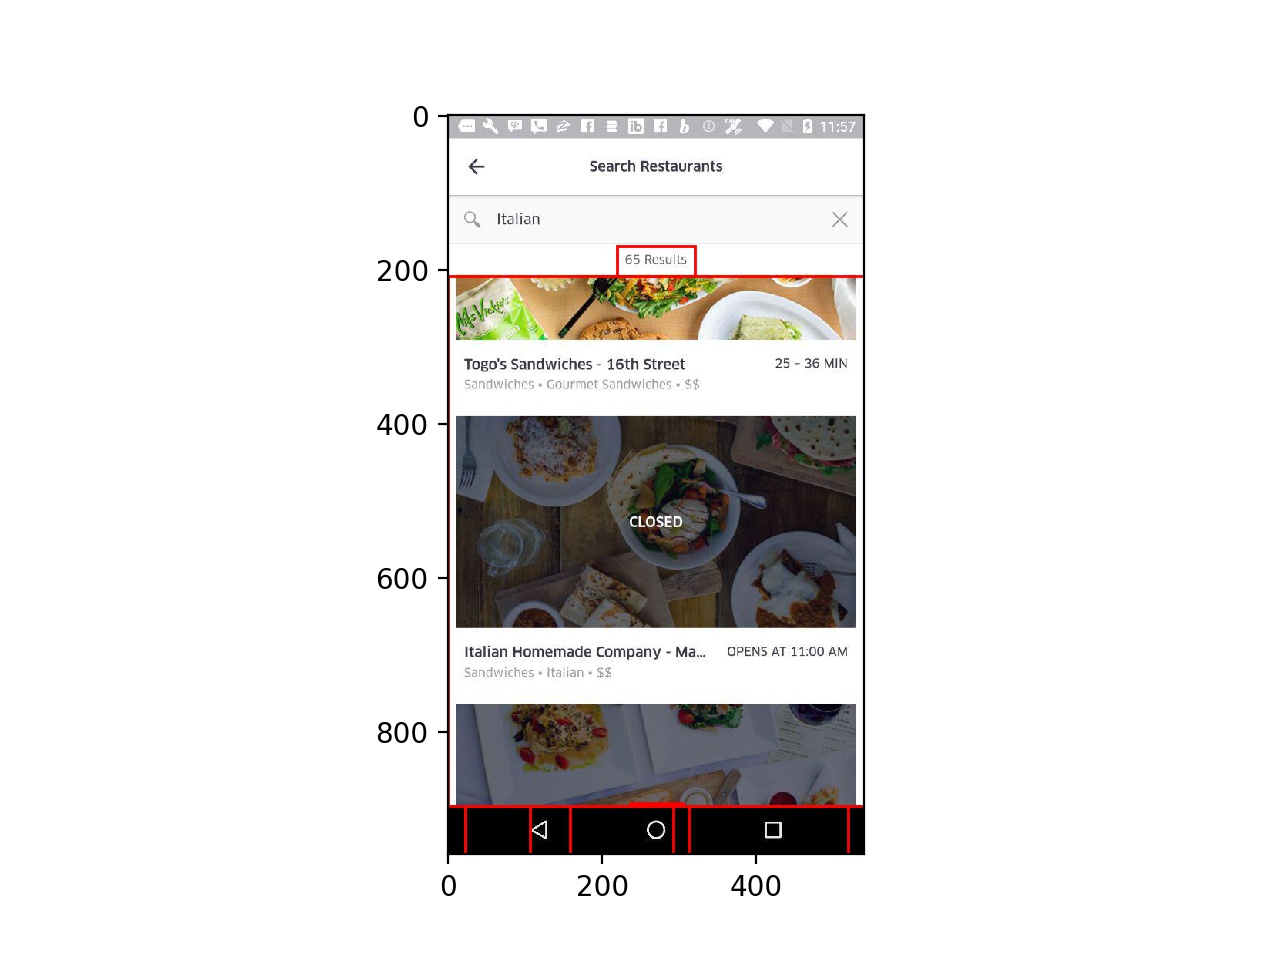 0
200
400
600
800
0
200
400
11:57
Search Restaurants
Italian
65 Results
Togo's Sandwiches - 16th Street
25 - 36 MIN
Sandwiches • Gourmet Sandwiches • $$
CLOSED
Italian Homemade Company - Ma...
OPENS AT 11:00 AM
Sandwiches • Italian • $$